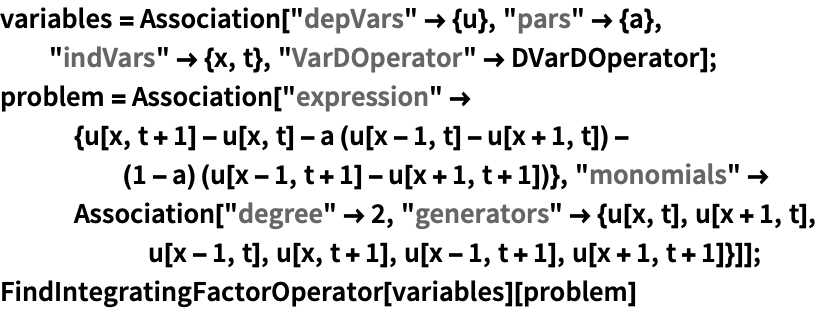 variables = Association["depVars" → {u}, "pars" → {a},
"indVars" → {x, t}, "VarDOperator" → DVarDOperator];
problem = Association["expression" →
{u[x, t + 1] – u[x, t] – a (u[x – 1, t] – u[x + 1, t]) –
(1 – a) (u[x – 1, t + 1] – u[x + 1, t + 1])}, "monomials" →
Association["degree" → 2, "generators" → {u[x, t], u[x + 1, t],
u[x – 1, t], u[x, t + 1], u[x – 1, t + 1], u[x + 1, t + 1]}]];
FindIntegratingFactorOperator[variables][problem]